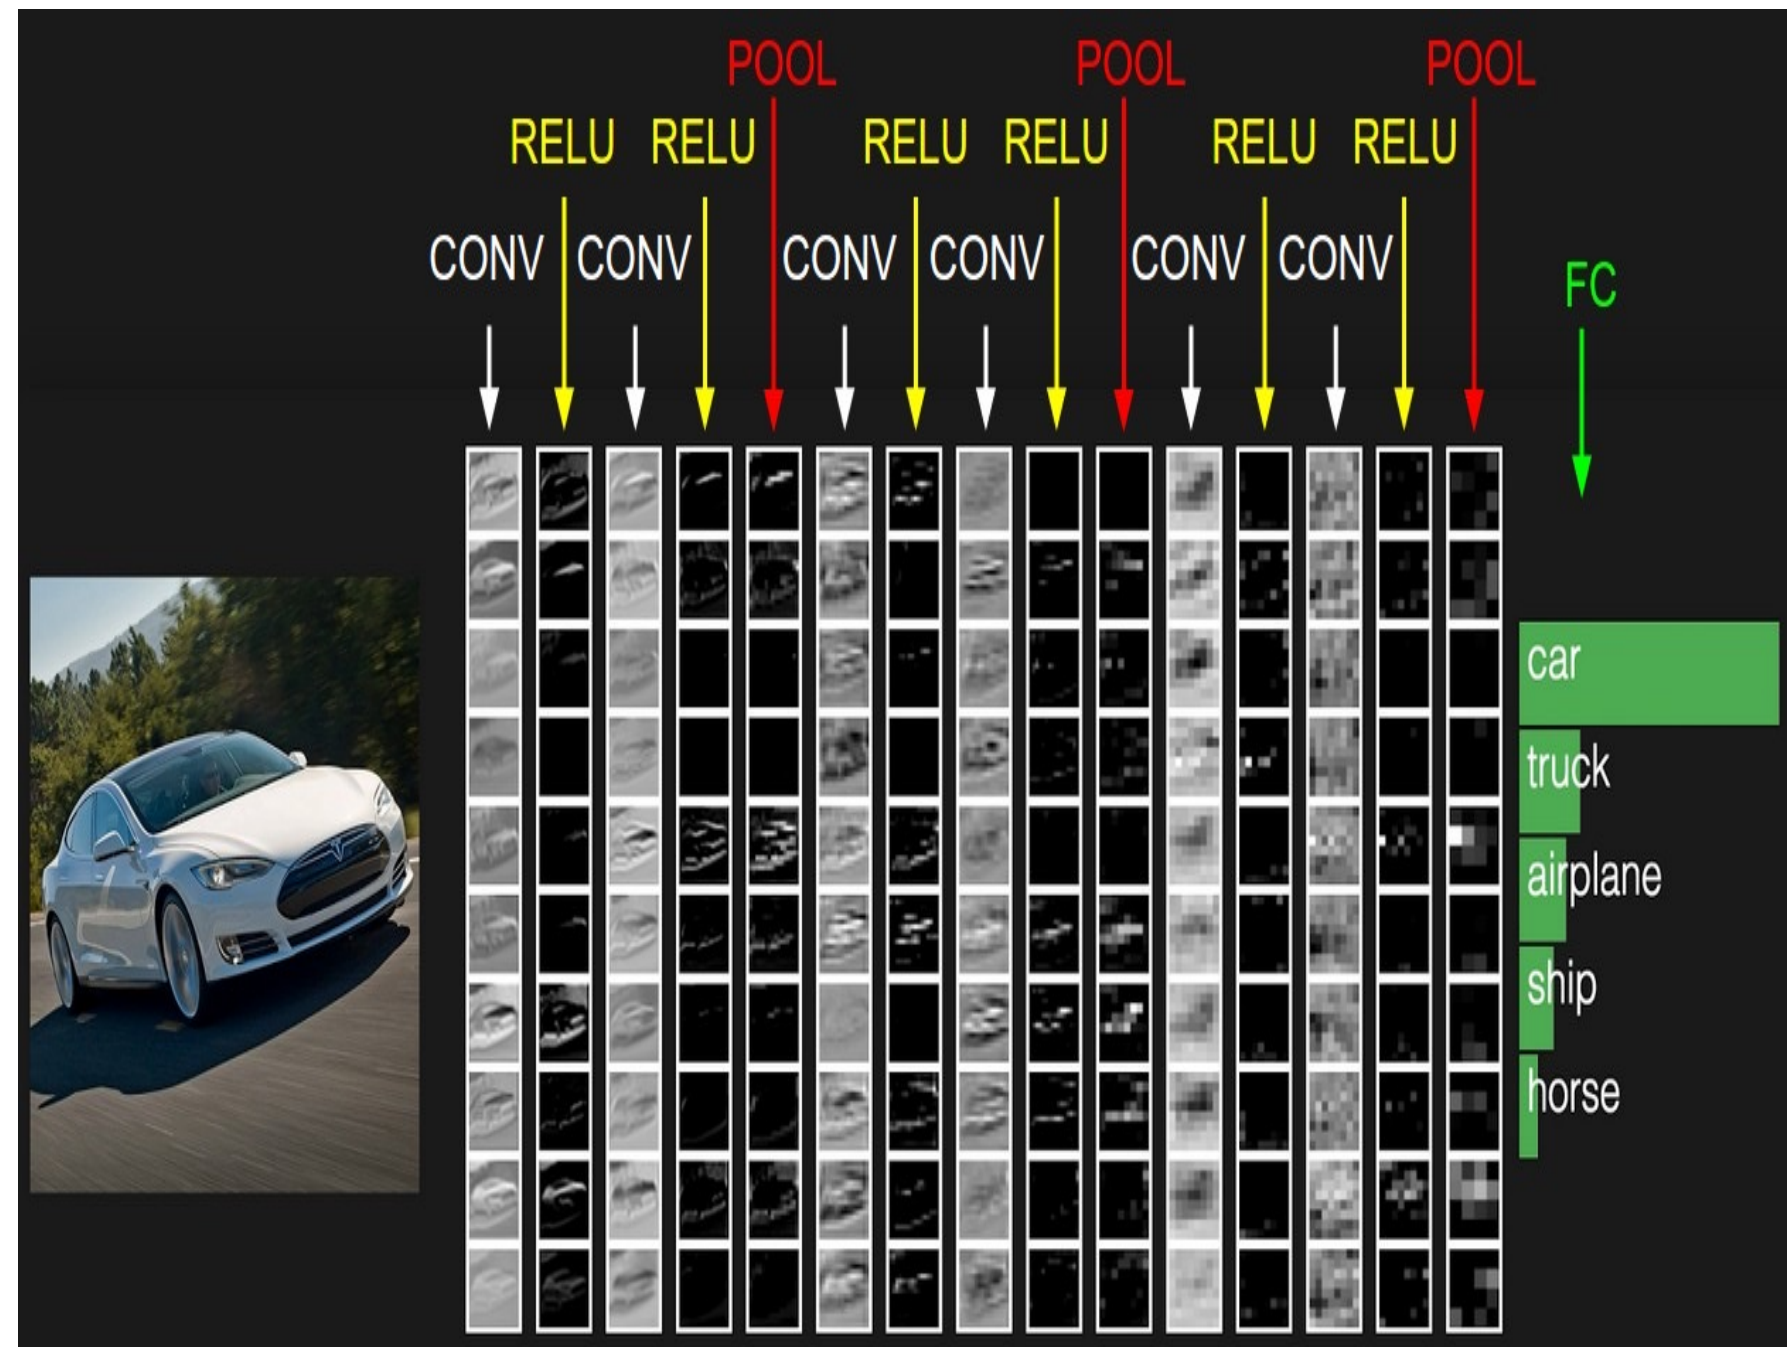 POOL POOL POOL
RELU RELU RELU RELU RELU RELU
CONV CONV CONV CONV CONV CONV
FC
car
truck
airplane
ship
horse